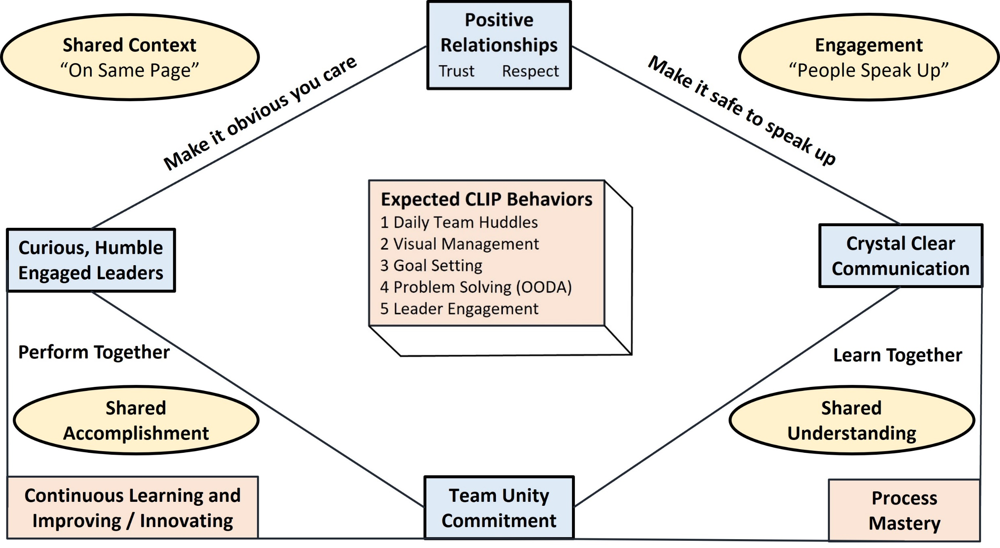 Positive
Relationships
Trust Respect
Shared Context
“On Same Page”
Engagement
“People Speak Up”
Make it obvious you care
Make it safe to speak up
Expected CLIP Behaviors
1 Daily Team Huddles
2 Visual Management
3 Goal Setting
4 Problem Solving (OODA)
5 Leader Engagement
Curious, Humble
Engaged Leaders
Crystal Clear
Communication
Perform Together
Learn Together
Shared
Accomplishment
Shared
Understanding
Continuous Learning and
Improving / Innovating
Team Unity
Commitment
Process
Mastery